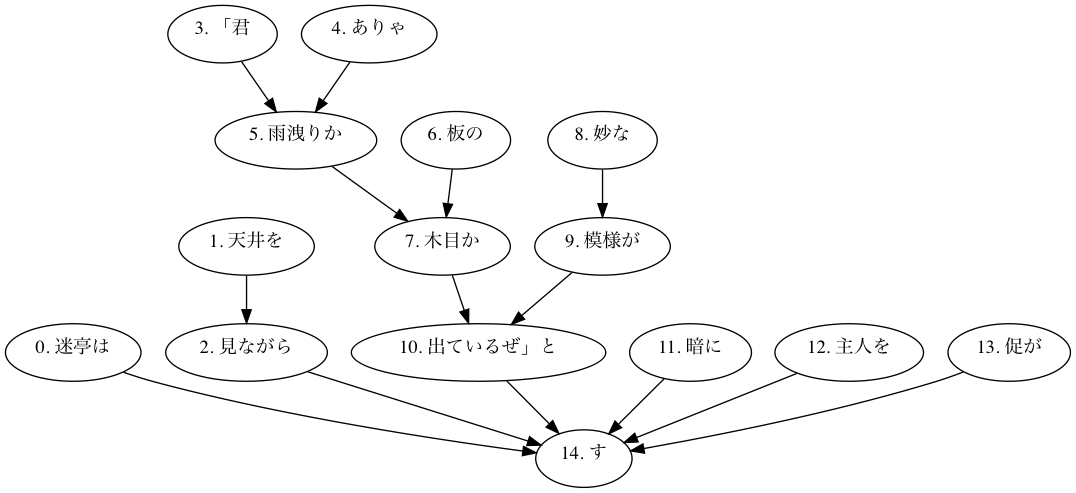 3. 「君
4. ありゃ
5. 雨洩りか
6. 板の
8. 妙な
1. 天井を
7. 木目か
9. 模様が
0. 迷亭は
2. 見ながら
10. 出ているぜ」と
11. 暗に
12. 主人を
13. 促が
14. す